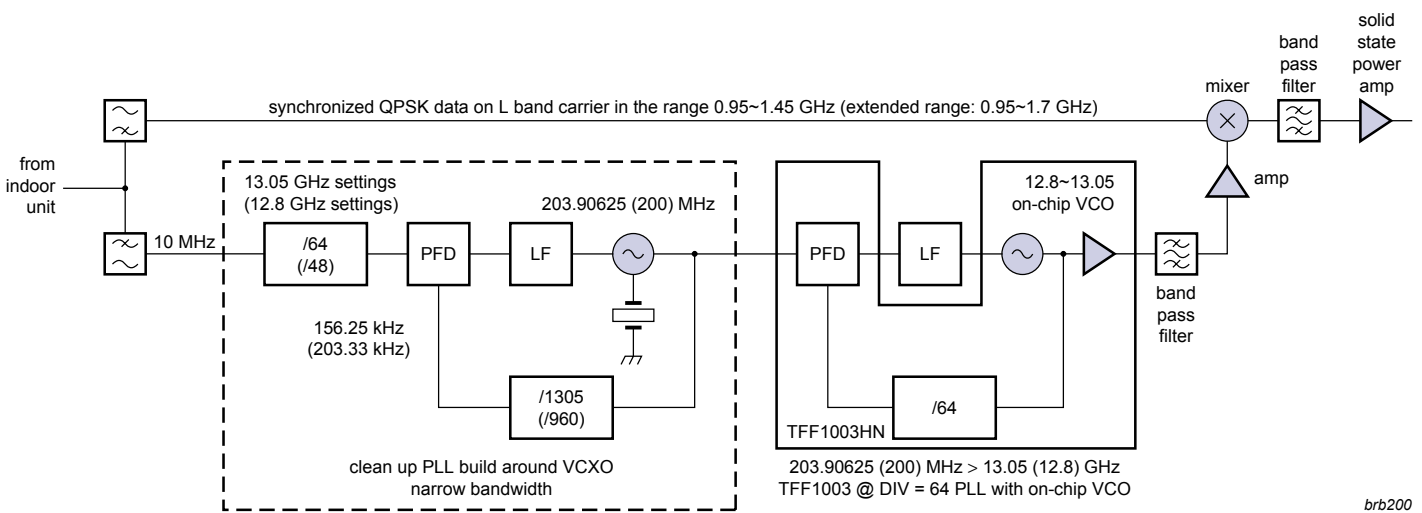 solid
state
power
amp
band
pass
filter
mixer
synchronized QPSK data on L band carrier in the range 0.95~1.45 GHz (extended range: 0.95~1.7 GHz)
from
indoor
unit
amp
13.05 GHz settings
(12.8 GHz settings)
203.90625 (200) MHz
12.8~13.05
on-chip VCO
10 MHz
/64
(/48)
PFD
LF
PFD
LF
band
pass
filter
156.25 kHz
(203.33 kHz)
/1305
(/960)
/64
TFF1003HN
clean up PLL build around VCXO
narrow bandwidth
203.90625 (200) MHz > 13.05 (12.8) GHz
TFF1003 @ DIV = 64 PLL with on-chip VCO
brb200